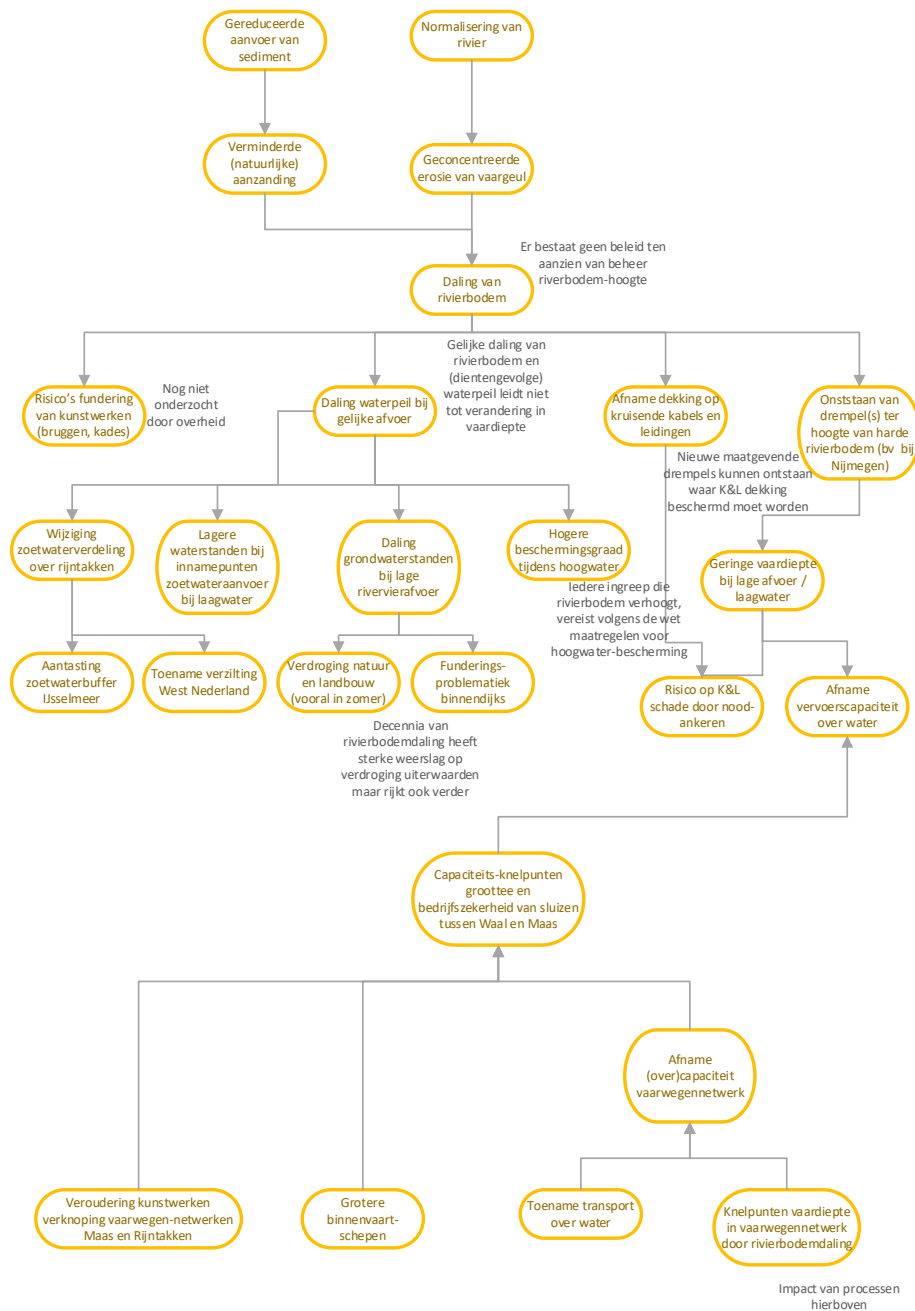 Gereduceerde
aanvoer van
sediment
Normalisering van
rivier
Verminderde
(natuurlijke)
aanzanding
Geconcentreerde
erosie van vaargeul
Er bestaat geen beleid ten
aanzien van beheer
riverbodem-hoogte
Daling van
rivierbodem
Risico's fundering
van kunstwerken
(bruggen, kades)
Nog niet
onderzocht
door overheid
Daling waterpeil bij
gelijke afvoer
Gelijke daling van
rivierbodem en
(dientengevolge)
waterpeil leidt niet
tot verandering in
vaardiepte
Afname dekking op
kruisende kabels en
leidingen
Onststaan van
drempel(s) ter
hoogte van harde
rivierbodem (bv bij
Nijmegen)
Nieuwe maatgevende
drempels kunnen ontstaan
waar K&L dekking
beschermd moet worden
Wijziging
zoetwaterverdeling
over rijntakken
Lagere
waterstanden bij
innamepunten
zoetwateraanvoer
bij laagwater
Daling
grondwaterstanden
bij lage
rivervierafvoer
Hogere
beschermingsgraad
tijdens hoogwater
Geringe vaardiepte
bij lage afvoer /
laagwater
Iedere ingreep die
rivierbodem verhoogt,
vereist volgens de wet
maatregelen voor
hoogwater-bescherming
Aantasting
zoetwaterbuffer
IJsselmeer
Toename verzilting
West Nederland
Verdroging natuur
en landbouw
(vooral in zomer)
Funderings-
problematiek
binnendijks
Risico op K&L
schade door nood-
ankeren
Afname
vervoerscapaciteit
over water
Decennia van
rivierbodemdaling heeft
sterke weerslag op
verdroging uiterwaarden
maar rijkt ook verder
Capaciteits-knelpunten
groottee en
bedrijfszekerheid van sluizen
tussen Waal en Maas
Afname
(over)capaciteit
vaarwegennetwerk
Veroudering kunstwerken
verknoping vaarwegen-netwerken
Maas en Rijntakken
Grotere
binnenvaart-
schepen
Toename transport
over water
Knelpunten vaardiepte
in vaarwegennetwerk
door rivierbodemdaling
Impact van processen
hierboven